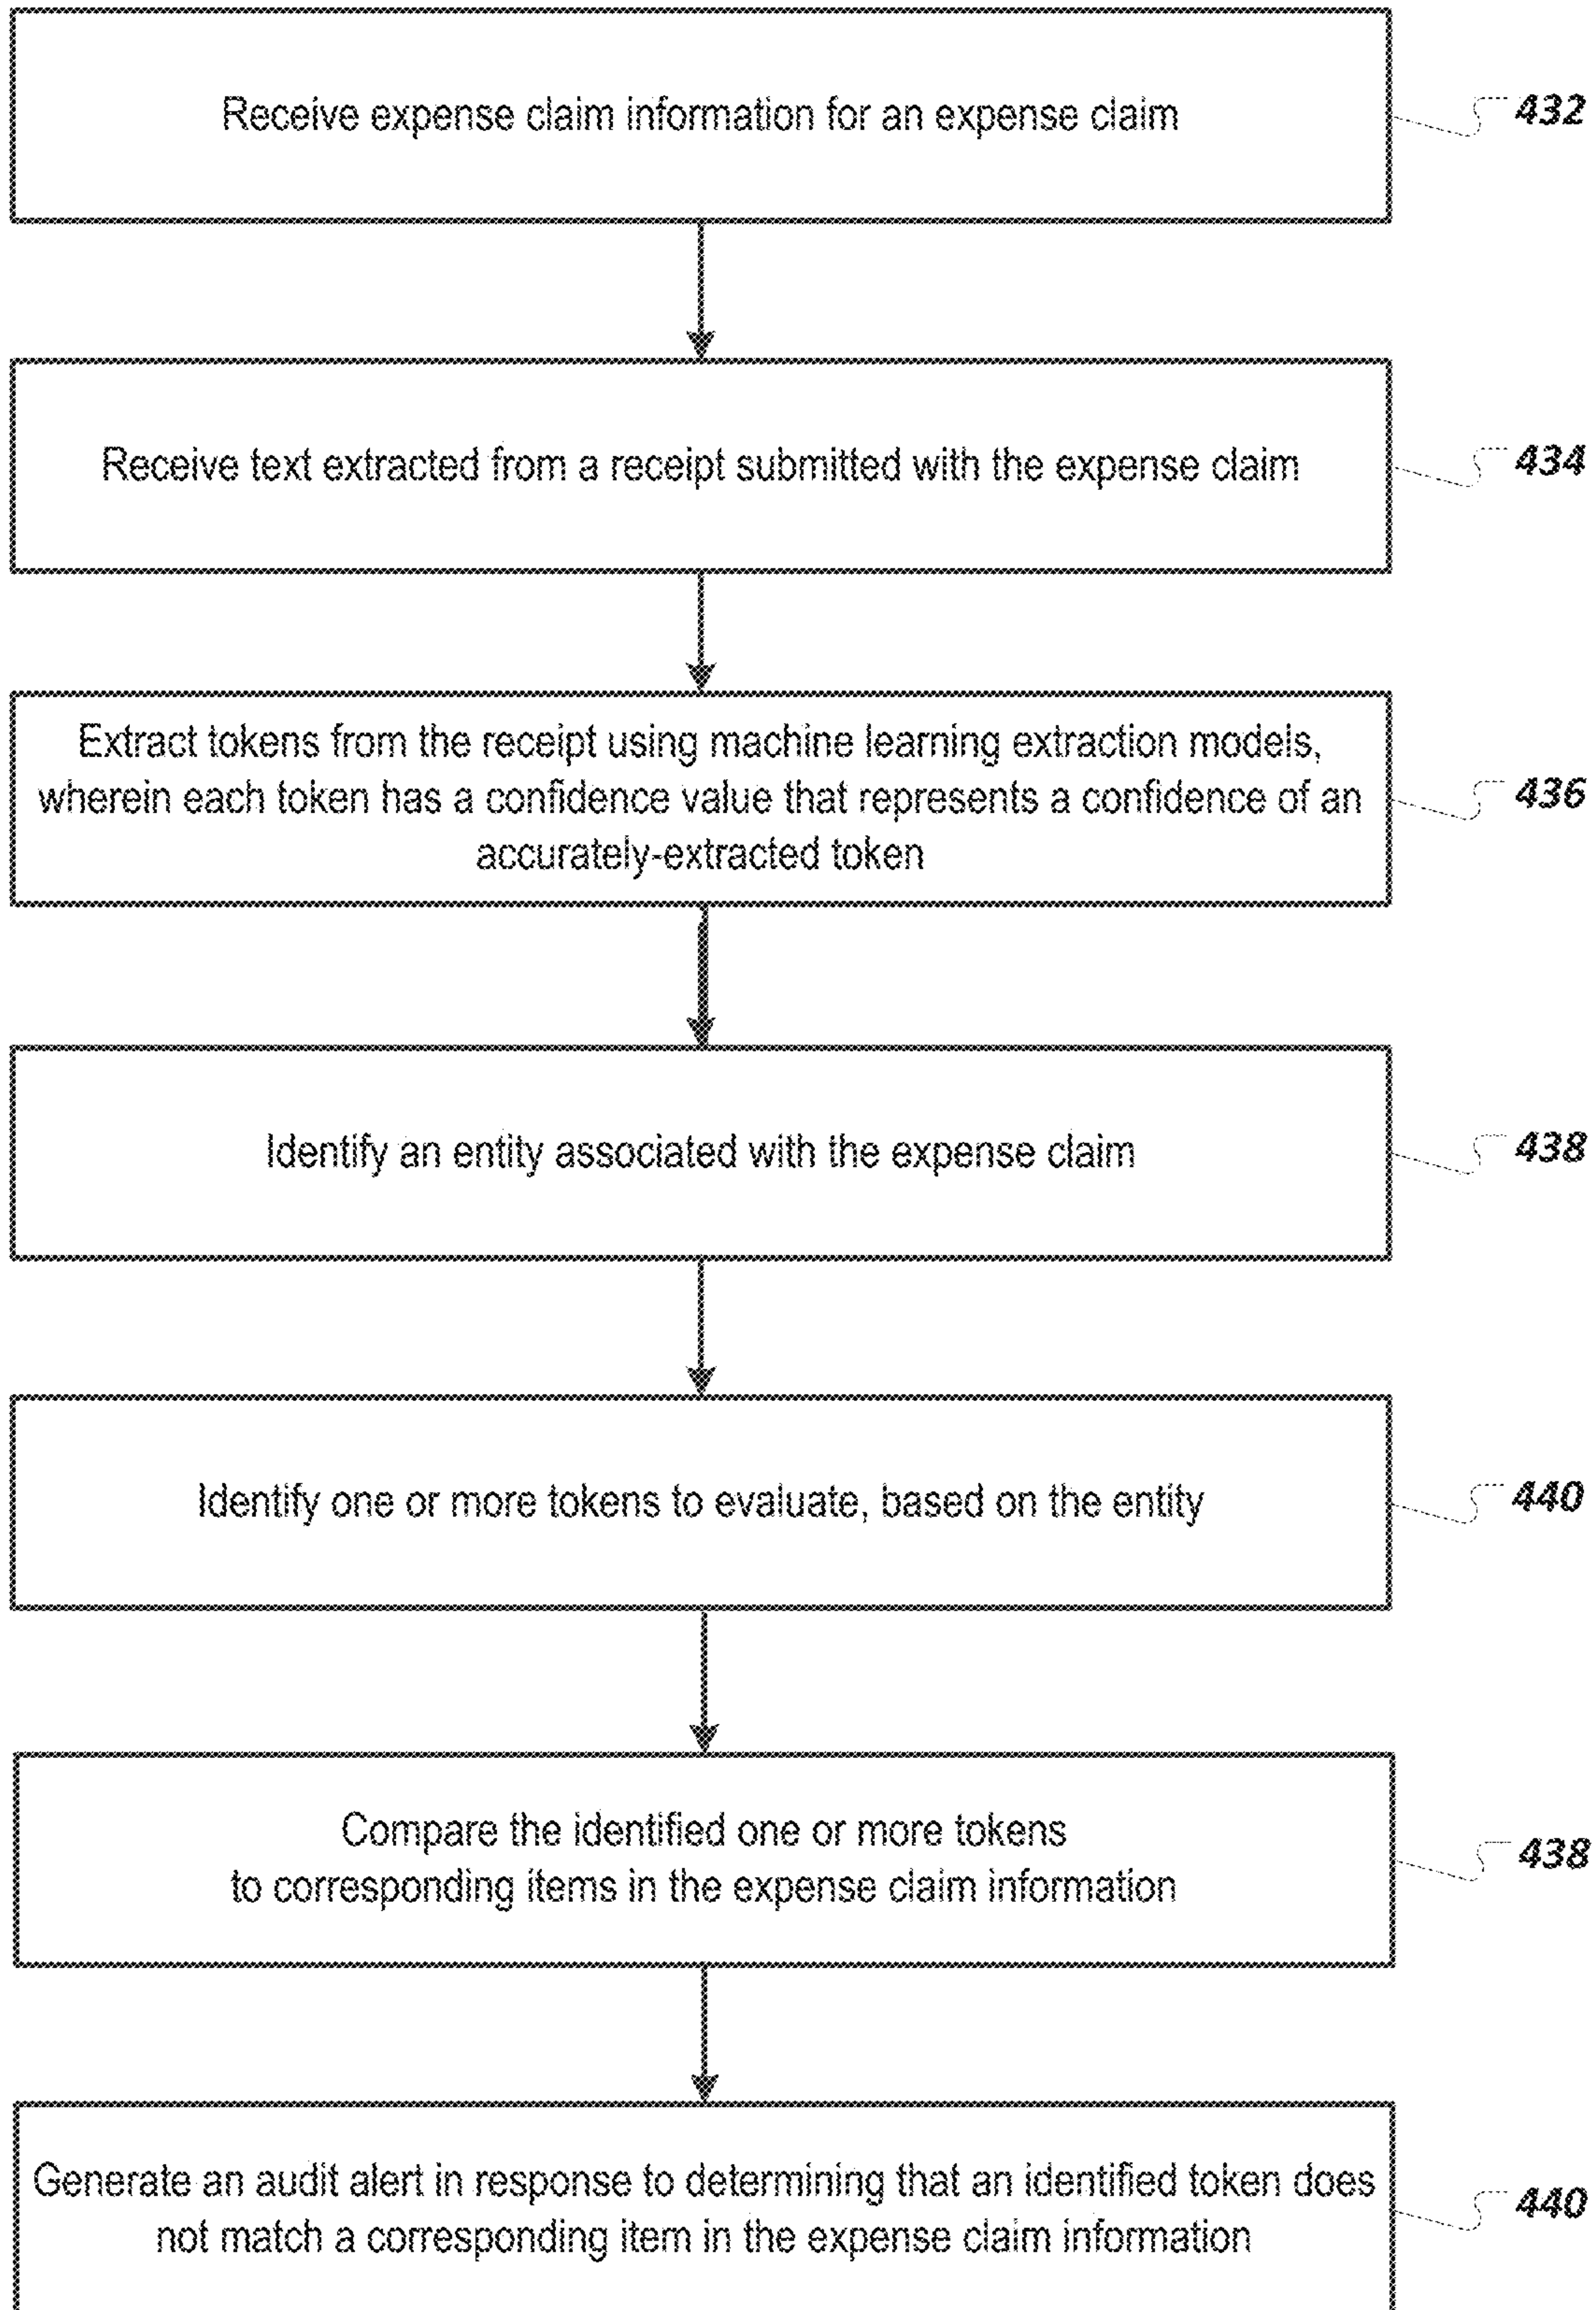 Receive expense claim information for an expense claim
432
Receive text extracted from a receipt submitted with the expense claim
434
Extract tokens from the receipt using machine learning extraction models,
wherein each token has a confidence value that represents a confidence of an
accurately-extracted token
436
Identify an entity associated with the expense claim
438
Identify one or more tokens to evaluate, based on the entity
440
Compare the identified one or more tokens
to corresponding items in the expense claim information
438
Generate an audit alert in response to determining that an identified token does
not match a corresponding item in the expense claim information
440